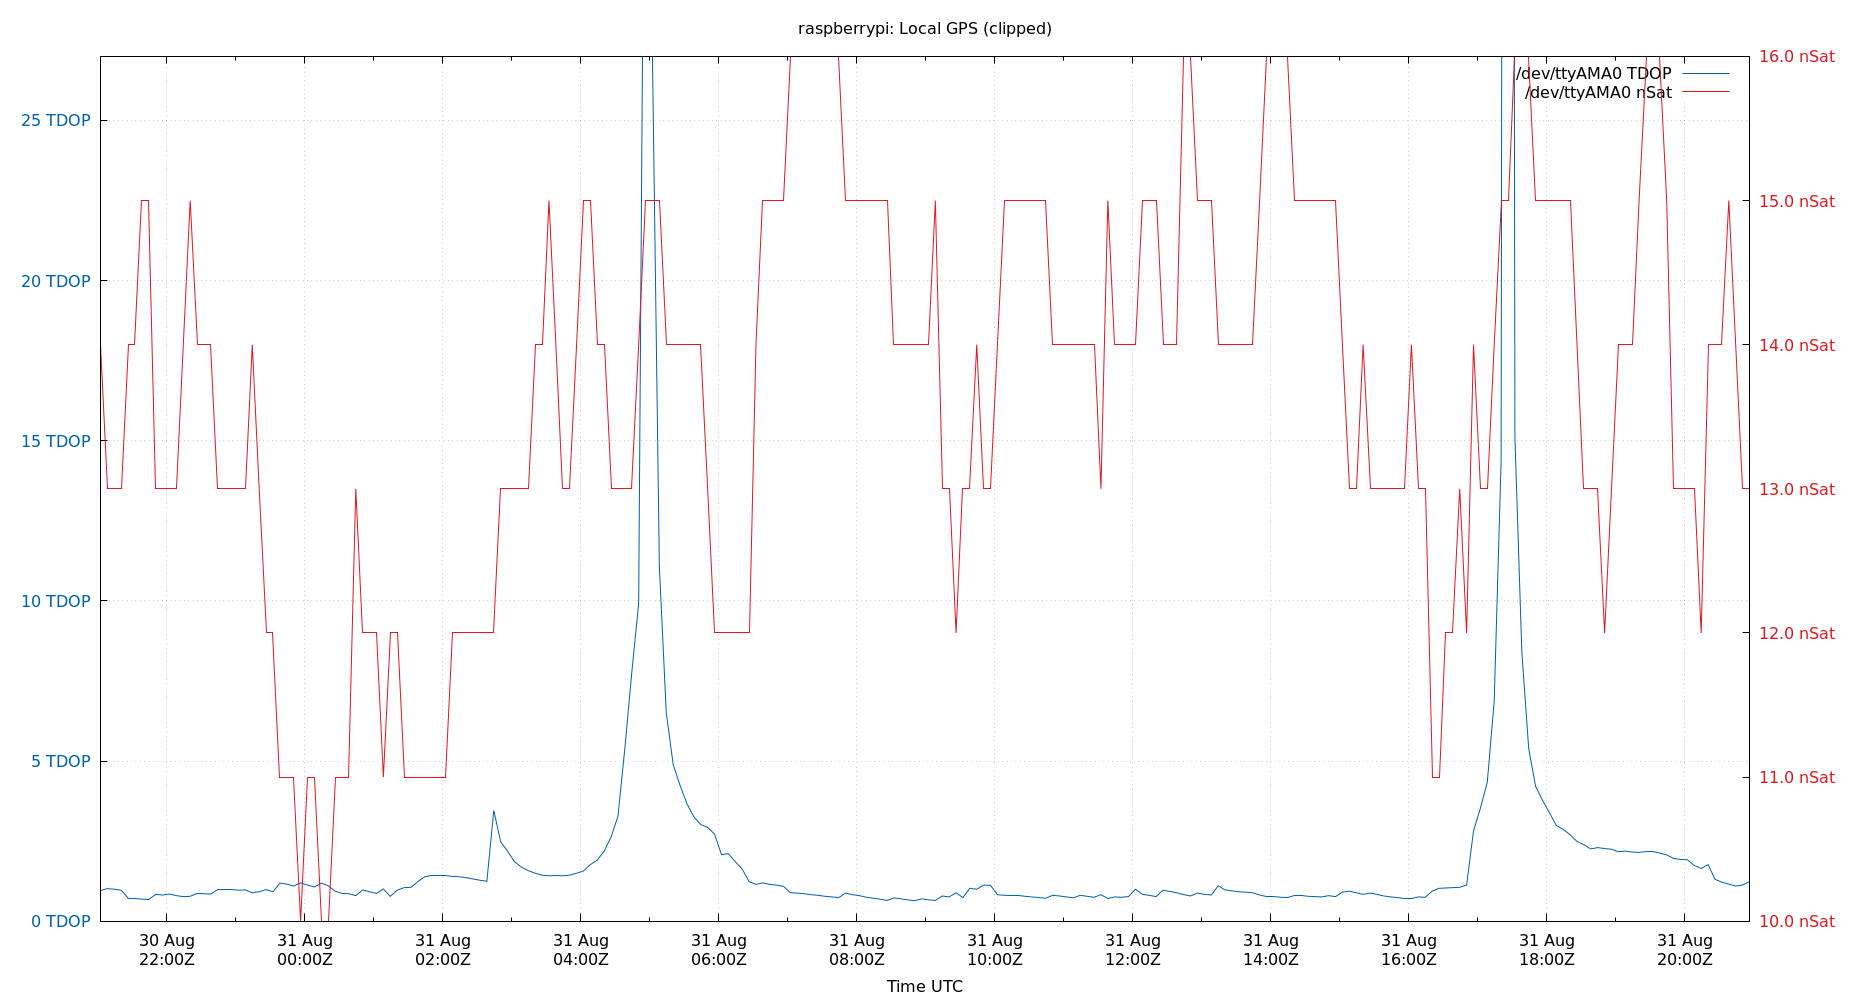 raspberrypi: Local GPS (clipped)
16.0 nSat
/dev/ttyAMA0 TDOP
/dev/ttyAMA0 nSat
25 TDOP
15.0 nSat
20 TDOP
14.0 nSat
15 TDOP
13.0 nSat
10 TDOP
12.0 nSat
5 TDOP
11.0 nSat
0 TDOP
10.0 nSat
30 Aug 31 Aug 31 Aug 31 Aug 31 Aug 31 Aug 31 Aug 31 Aug 31 Aug 31 Aug 31 Aug 31 Aug
22:00Z 00:00Z 02:00Z 04:00Z 06:00Z 08:00Z 10:00Z 12:00Z 14:00Z 16:00Z 18:00Z 20:00Z
Time UTC